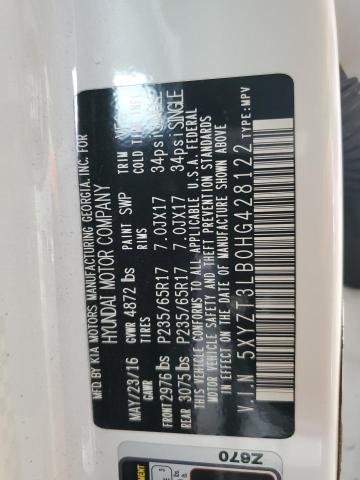 MFD BY KIA MOTORS MANUFACTURING GEORGIA, INC. FOR
HYUNDAI MOTOR COMPANY
MAY/23/16 GVWR 4872 lbs PAINT SWP TRIM
GAWR TIRES RIMS COLD TIRE
FRONT 2976 lbs P235/65R17 7.0JX17 34psi
REAR 3075 lbs P235/65R17 7.0JX17 34psi SINGLE
THIS VEHICLE CONFORMS TO ALL APPLICABLE U.S.A. FEDERAL
MOTOR VEHICLE SAFETY AND THEFT PREVENTION STANDARDS
IN EFFECT ON THE DATE OF MANUFACTURE SHOWN ABOVE
VIN 5XYZT3LB0HG428122 TYPE:MPV
Z670